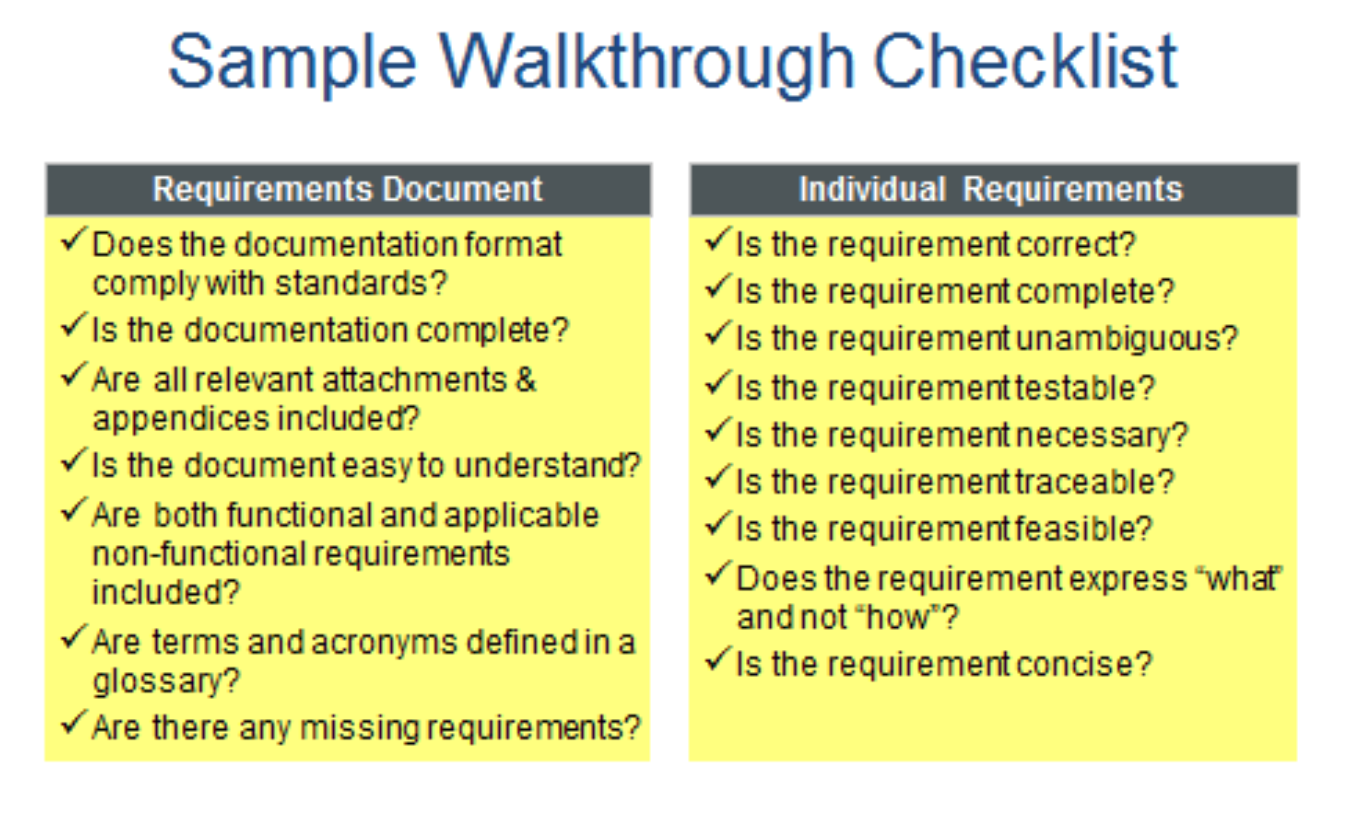 Sample Walkthrough Checklist
Requirements Document
✓Does the documentation format
comply with standards?
✓Is the documentation complete?
✓Are all relevant attachments &
appendices included?
✓Is the document easy to understand?
✓Are both functional and applicable
non-functional requirements
included?
✓Are terms and acronyms defined in a
glossary?
✓Are there any missing requirements?
Individual Requirements
✓Is the requirement correct?
✓Is the requirement complete?
✓Is the requirement unambiguous?
✓Is the requirement testable?
✓Is the requirement necessary?
✓Is the requirement traceable?
✓Is the requirement feasible?
✓Does the requirement express “what”
and not “how”?
✓Is the requirement concise?